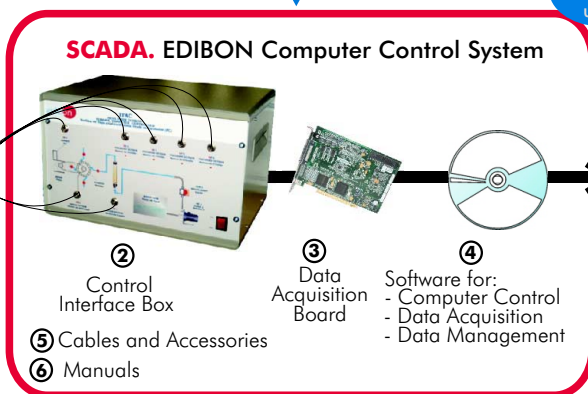 SCADA. EDIBON Computer Control System
②
Control
Interface Box
③
Data
Acquisition
Board
④
Software for:
- Computer Control
- Data Acquisition
- Data Management
⑤ Cables and Accessories
⑥ Manuals